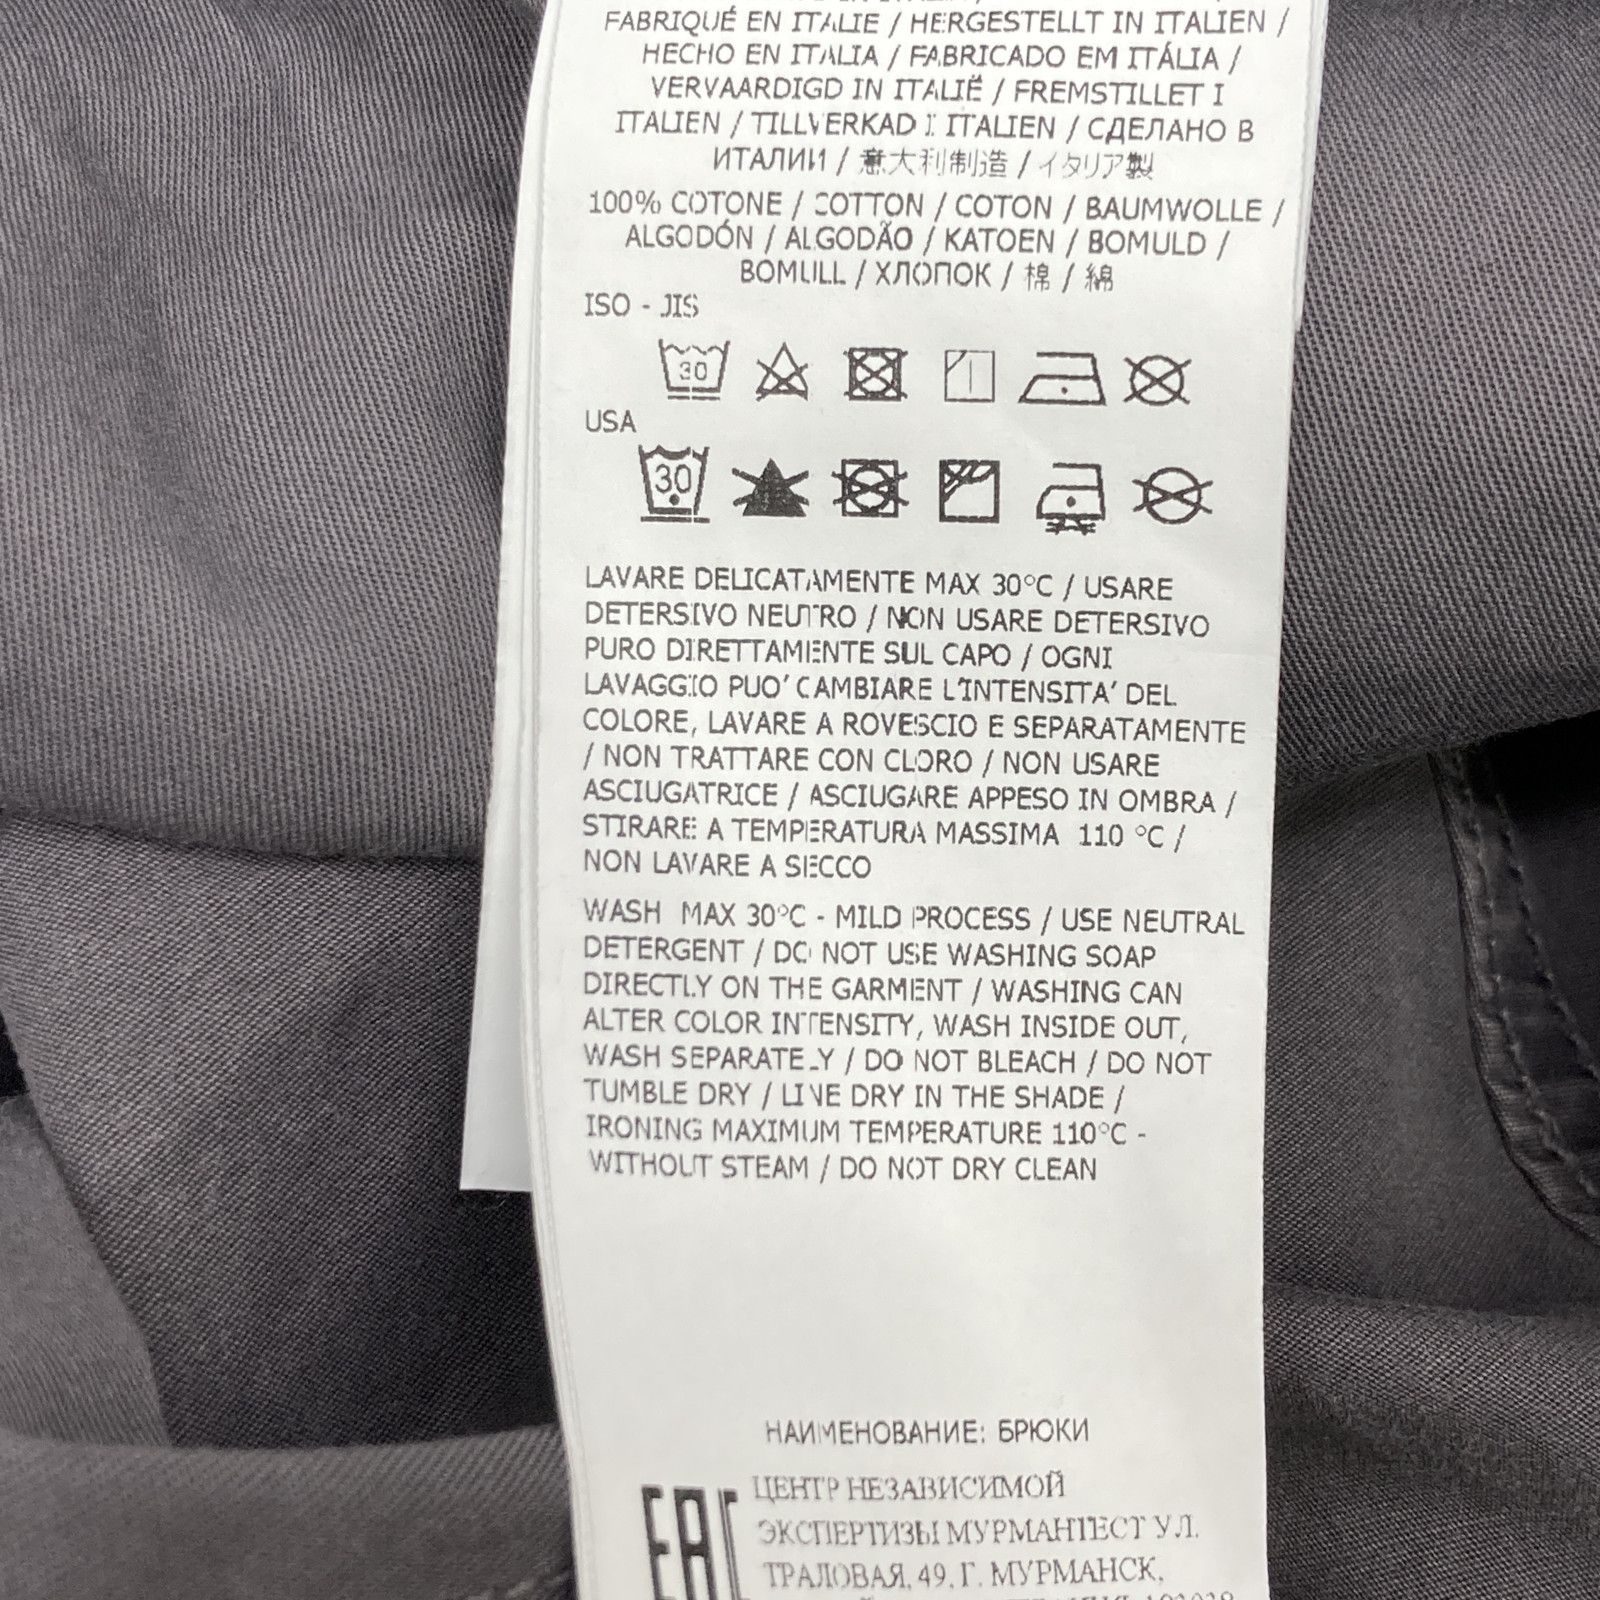 FABRIQUÉ EN ITALIE / HERGESTELLT IN ITALIEN /
HECHO EN ITALIA / FABRICADO EM ITÁLIA /
VERVAARDIGD IN ITALIË / FREMSTILLET I
ITALIEN / TILLVERKAD I ITALIEN / СДЕЛАНО В
ИТАЛИИ / 意大利制造 / イタリア製
100% COTONE / COTTON / COTON / BAUMWOLLE /
ALGODÓN / ALGODÃO / KATOEN / BOMULD /
BOMULL / ХЛОПОК / 棉 / 綿
ISO - JIS
30
USA
30
LAVARE DELICATAMENTE MAX 30°C / USARE
DETERSIVO NEUTRO / NON USARE DETERSIVO
PURO DIRETTAMENTE SUL CAPO / OGNI
LAVAGGIO PUO' CAMBIARE L'INTENSITA' DEL
COLORE, LAVARE A ROVESCIO E SEPARATAMENTE
/ NON TRATTARE CON CLORO / NON USARE
ASCIUGATRICE / ASCIUGARE APPESO IN OMBRA /
STIRARE A TEMPERATURA MASSIMA 110 °C /
NON LAVARE A SECCO
WASH MAX 30°C - MILD PROCESS / USE NEUTRAL
DETERGENT / DO NOT USE WASHING SOAP
DIRECTLY ON THE GARMENT / WASHING CAN
ALTER COLOR INTENSITY, WASH INSIDE OUT,
WASH SEPARATELY / DO NOT BLEACH / DO NOT
TUMBLE DRY / LINE DRY IN THE SHADE /
IRONING MAXIMUM TEMPERATURE 110°C -
WITHOUT STEAM / DO NOT DRY CLEAN
НАИМЕНОВАНИЕ: БРЮКИ
EAC
ЦЕНТР НЕЗАВИСИМОЙ
ЭКСПЕРТИЗЫ МУРМАНТЕСТ УЛ.
ТРАЛОВАЯ, 49, Г. МУРМАНСК,